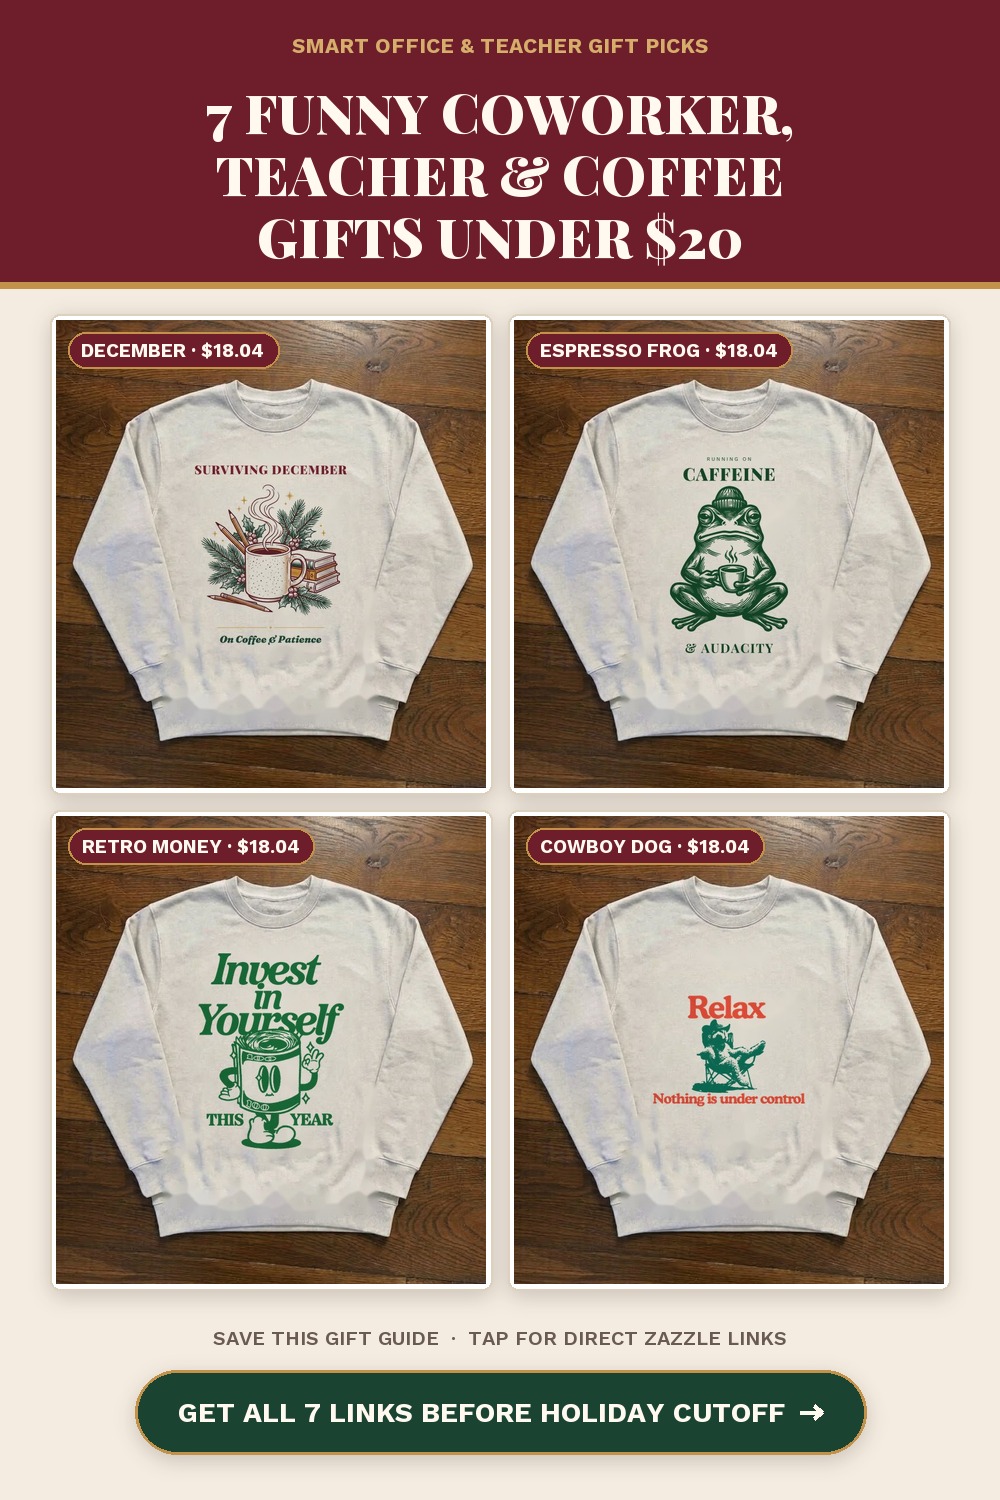 SMART OFFICE & TEACHER GIFT PICKS
7 FUNNY COWORKER,
TEACHER & COFFEE
GIFTS UNDER $20
DECEMBER · $18.04
SURVIVING DECEMBER
On Coffee & Patience
ESPRESSO FROG · $18.04
RUNNING ON
CAFFEINE
& AUDACITY
RETRO MONEY · $18.04
Invest
in
Yourself
100
100
THIS YEAR
COWBOY DOG · $18.04
Relax
Nothing is under control
SAVE THIS GIFT GUIDE · TAP FOR DIRECT ZAZZLE LINKS
GET ALL 7 LINKS BEFORE HOLIDAY CUTOFF →